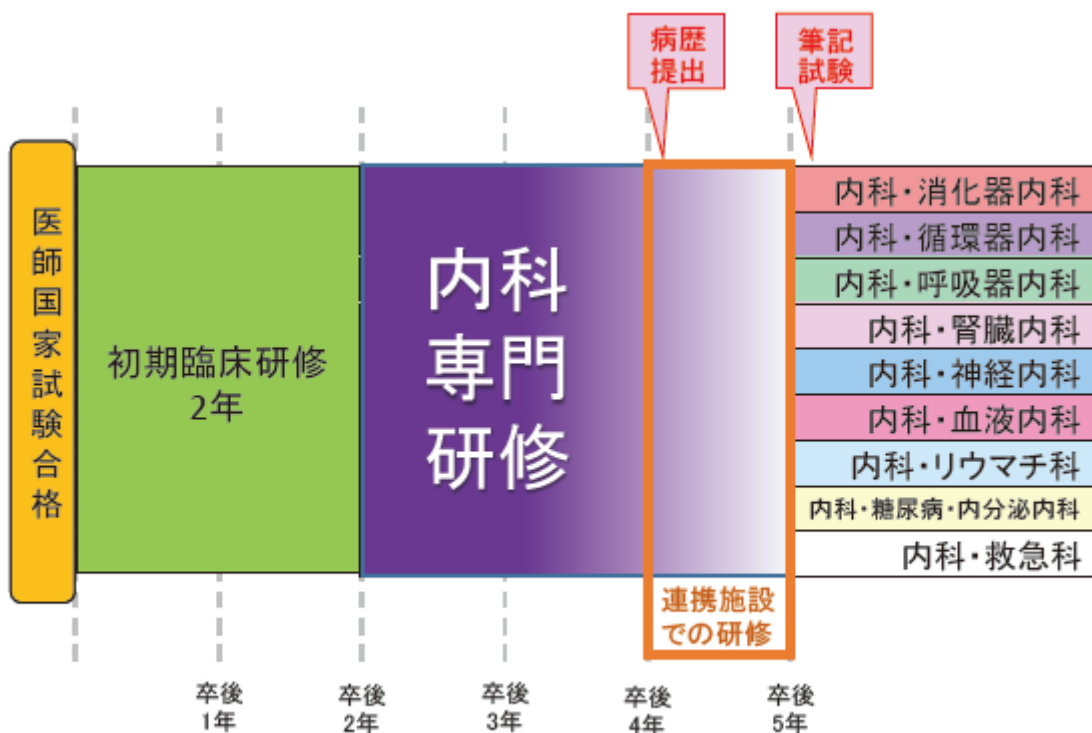 病歴
提出
筆記
試験
医師国家試験合格
初期臨床研修
2年
内科
専門
研修
内科・消化器内科
内科・循環器内科
内科・呼吸器内科
内科・腎臓内科
内科・神経内科
内科・血液内科
内科・リウマチ科
内科・糖尿病・内分泌内科
内科・救急科
連携施設
での研修
卒後
1年
卒後
2年
卒後
3年
卒後
4年
卒後
5年